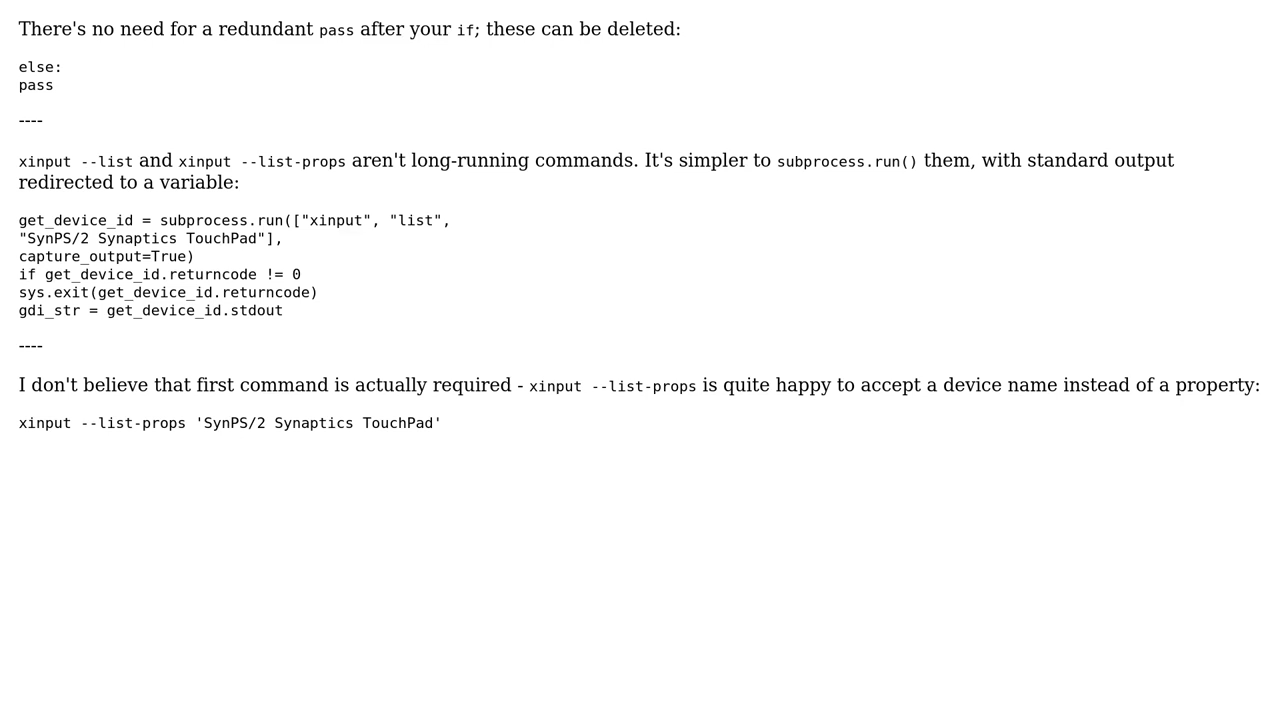 There's no need for a redundant pass after your if; these can be deleted:
else:
pass
----
xinput --list and xinput --list-props aren't long-running commands. It's simpler to subprocess.run() them, with standard output
redirected to a variable:
get_device_id = subprocess.run(["xinput", "list",
"SynPS/2 Synaptics TouchPad"],
capture_output=True)
if get_device_id.returncode != 0
sys.exit(get_device_id.returncode)
gdi_str = get_device_id.stdout
----
I don't believe that first command is actually required - xinput --list-props is quite happy to accept a device name instead of a property:
xinput --list-props 'SynPS/2 Synaptics TouchPad'